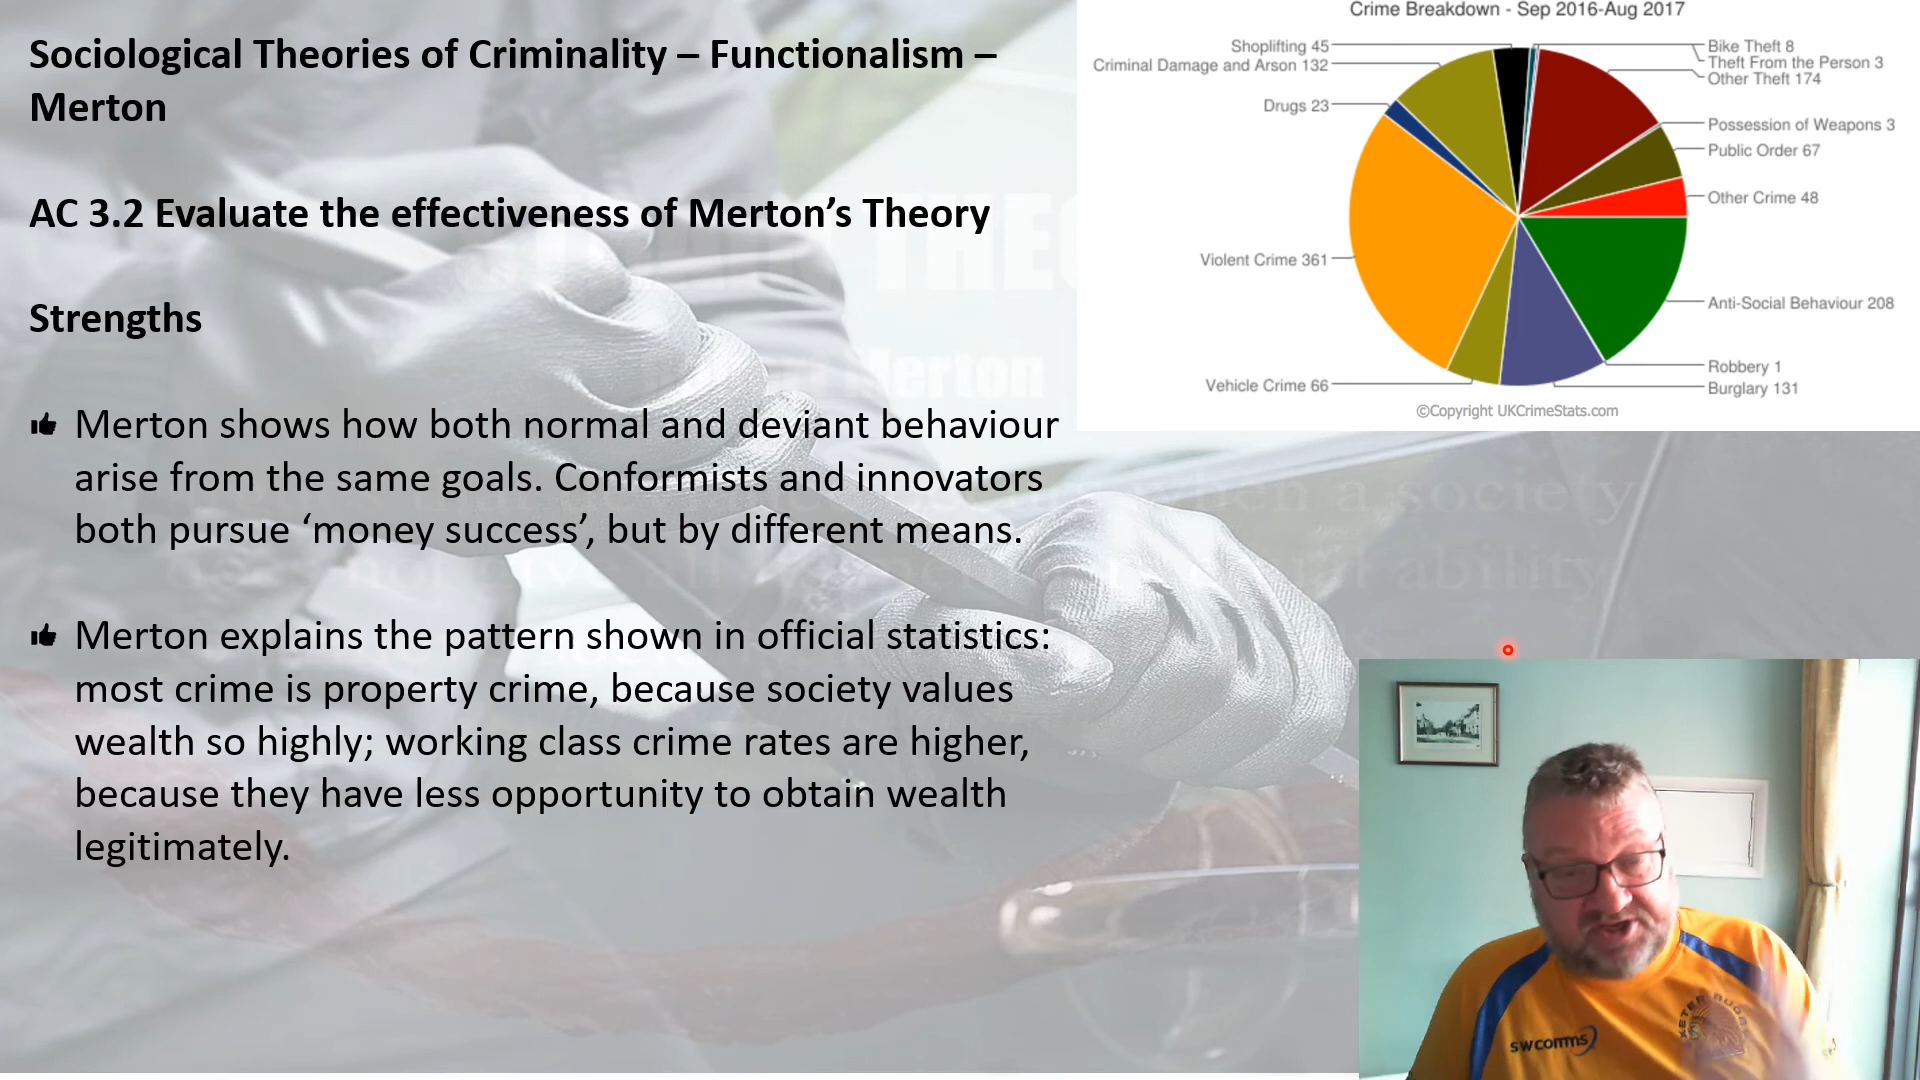 Sociological Theories of Criminality – Functionalism –
Merton
AC 3.2 Evaluate the effectiveness of Merton’s Theory
Strengths
Merton shows how both normal and deviant behaviour
arise from the same goals. Conformists and innovators
both pursue ‘money success’, but by different means.
Merton explains the pattern shown in official statistics:
most crime is property crime, because society values
wealth so highly; working class crime rates are higher,
because they have less opportunity to obtain wealth
legitimately.
Crime Breakdown - Sep 2016-Aug 2017
Shoplifting 45
Criminal Damage and Arson 132
Drugs 23
Violent Crime 361
Vehicle Crime 66
Bike Theft 8
Theft From the Person 3
Other Theft 174
Possession of Weapons 3
Public Order 67
Other Crime 48
Anti-Social Behaviour 208
Robbery 1
Burglary 131
©Copyright UKCrimeStats.com
Merton
when a society
ability
swcomms